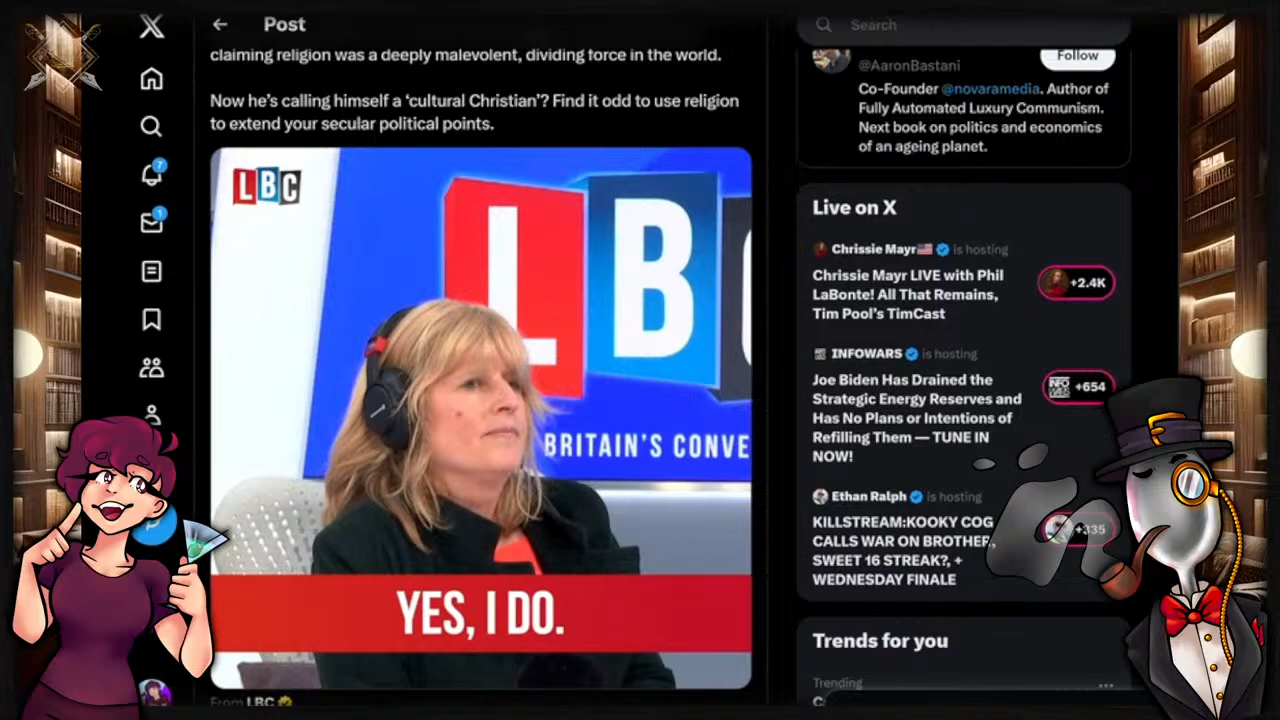 Post
Search
claiming religion was a deeply malevolent, dividing force in the world.
Now he's calling himself a 'cultural Christian'? Find it odd to use religion
to extend your secular political points.
LBC
L B
BRITAIN'S CONVE
YES, I DO.
From LBC
7
1
@AaronBastani
Follow
Co-Founder @novaramedia. Author of
Fully Automated Luxury Communism.
Next book on politics and economics
of an ageing planet.
Live on X
Chrissie Mayr🇺🇸 is hosting
Chrissie Mayr LIVE with Phil
LaBonte! All That Remains,
Tim Pool's TimCast
+2.4K
INFOWARS is hosting
Joe Biden Has Drained the
Strategic Energy Reserves and
Has No Plans or Intentions of
Refilling Them — TUNE IN
NOW!
INFO
+654
Ethan Ralph is hosting
KILLSTREAM:KOOKY COG
CALLS WAR ON BROTHER,
SWEET 16 STREAK?, +
WEDNESDAY FINALE
+335
Trends for you
Trending